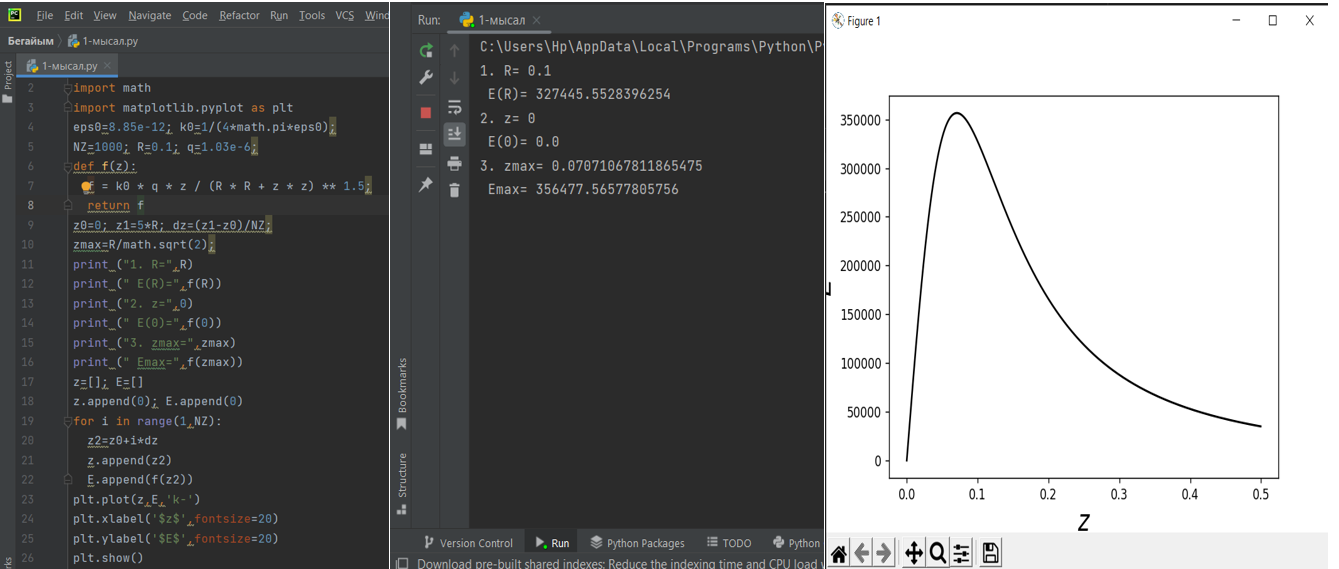 PC File Edit View Navigate Code Refactor Run Tools VCS Wind
Бегайым 1-мысал.py
1-мысал.py
Project
2 import math
3 import matplotlib.pyplot as plt
4 eps0=8.85e-12; k0=1/(4*math.pi*eps0);
5 NZ=1000; R=0.1; q=1.03e-6;
6 def f(z):
7 f = k0 * q * z / (R * R + z * z) ** 1.5;
8 return f
9 z0=0; z1=5*R; dz=(z1-z0)/NZ;
10 zmax=R/math.sqrt(2);
11 print ("1. R=",R)
12 print (" E(R)=",f(R))
13 print ("2. z=",0)
14 print (" E(0)=",f(0))
15 print ("3. zmax=",zmax)
16 print (" Emax=",f(zmax))
17 z=[]; E=[]
18 z.append(0); E.append(0)
19 for i in range(1,NZ):
20 z2=z0+i*dz
21 z.append(z2)
22 E.append(f(z2))
23 plt.plot(z,E,'k-')
24 plt.xlabel('$z$',fontsize=20)
25 plt.ylabel('$E$',fontsize=20)
26 plt.show()
Run: 1-мысал
C:\Users\Hp\AppData\Local\Programs\Python\P
1. R= 0.1
E(R)= 327445.5528396254
2. z= 0
E(0)= 0.0
3. zmax= 0.07071067811865475
Emax= 356477.56577805756
Bookmarks
Structure
Version Control Run Python Packages TODO Python
Download pre-built shared indexes: Reduce the indexing time and CPU load
Figure 1
350000
300000
250000
200000
150000
100000
50000
0
0.0 0.1 0.2 0.3 0.4 0.5
z